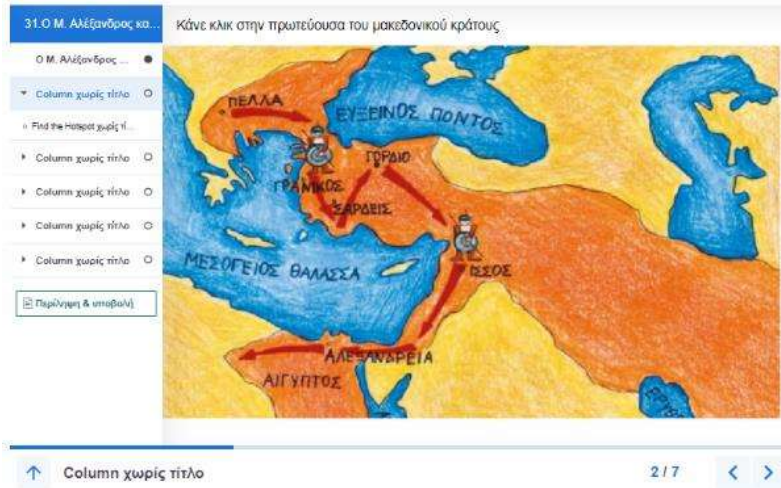 31.Ο Μ. Αλέξανδρος κα...
Κάνε κλικ στην πρωτεύουσα του μακεδονικού κράτους
Ο Μ. Αλέξανδρος ...
Column χωρίς τίτλο
Find the Hotspot χωρίς τί...
Column χωρίς τίτλο
Column χωρίς τίτλο
Column χωρίς τίτλο
Column χωρίς τίτλο
Περίληψη & υποβολή
ΠΕΛΛΑ
ΕΥΞΕΙΝΟΣ ΠΟΝΤΟΣ
ΓΟΡΔΙΟ
ΓΡΑΝΙΚΟΣ
ΣΑΡΔΕΙΣ
ΜΕΣΟΓΕΙΟΣ ΘΑΛΑΣΣΑ
ΙΣΣΟΣ
ΑΛΕΞΑΝΔΡΕΙΑ
ΑΙΓΥΠΤΟΣ
Column χωρίς τίτλο
2 / 7